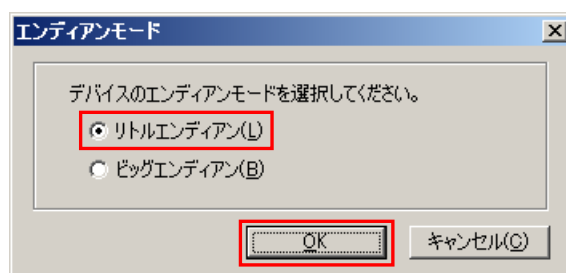 エンディアンモード
デバイスのエンディアンモードを選択してください。
リトルエンディアン(L)
ビッグエンディアン(B)
OK
キャンセル(C)